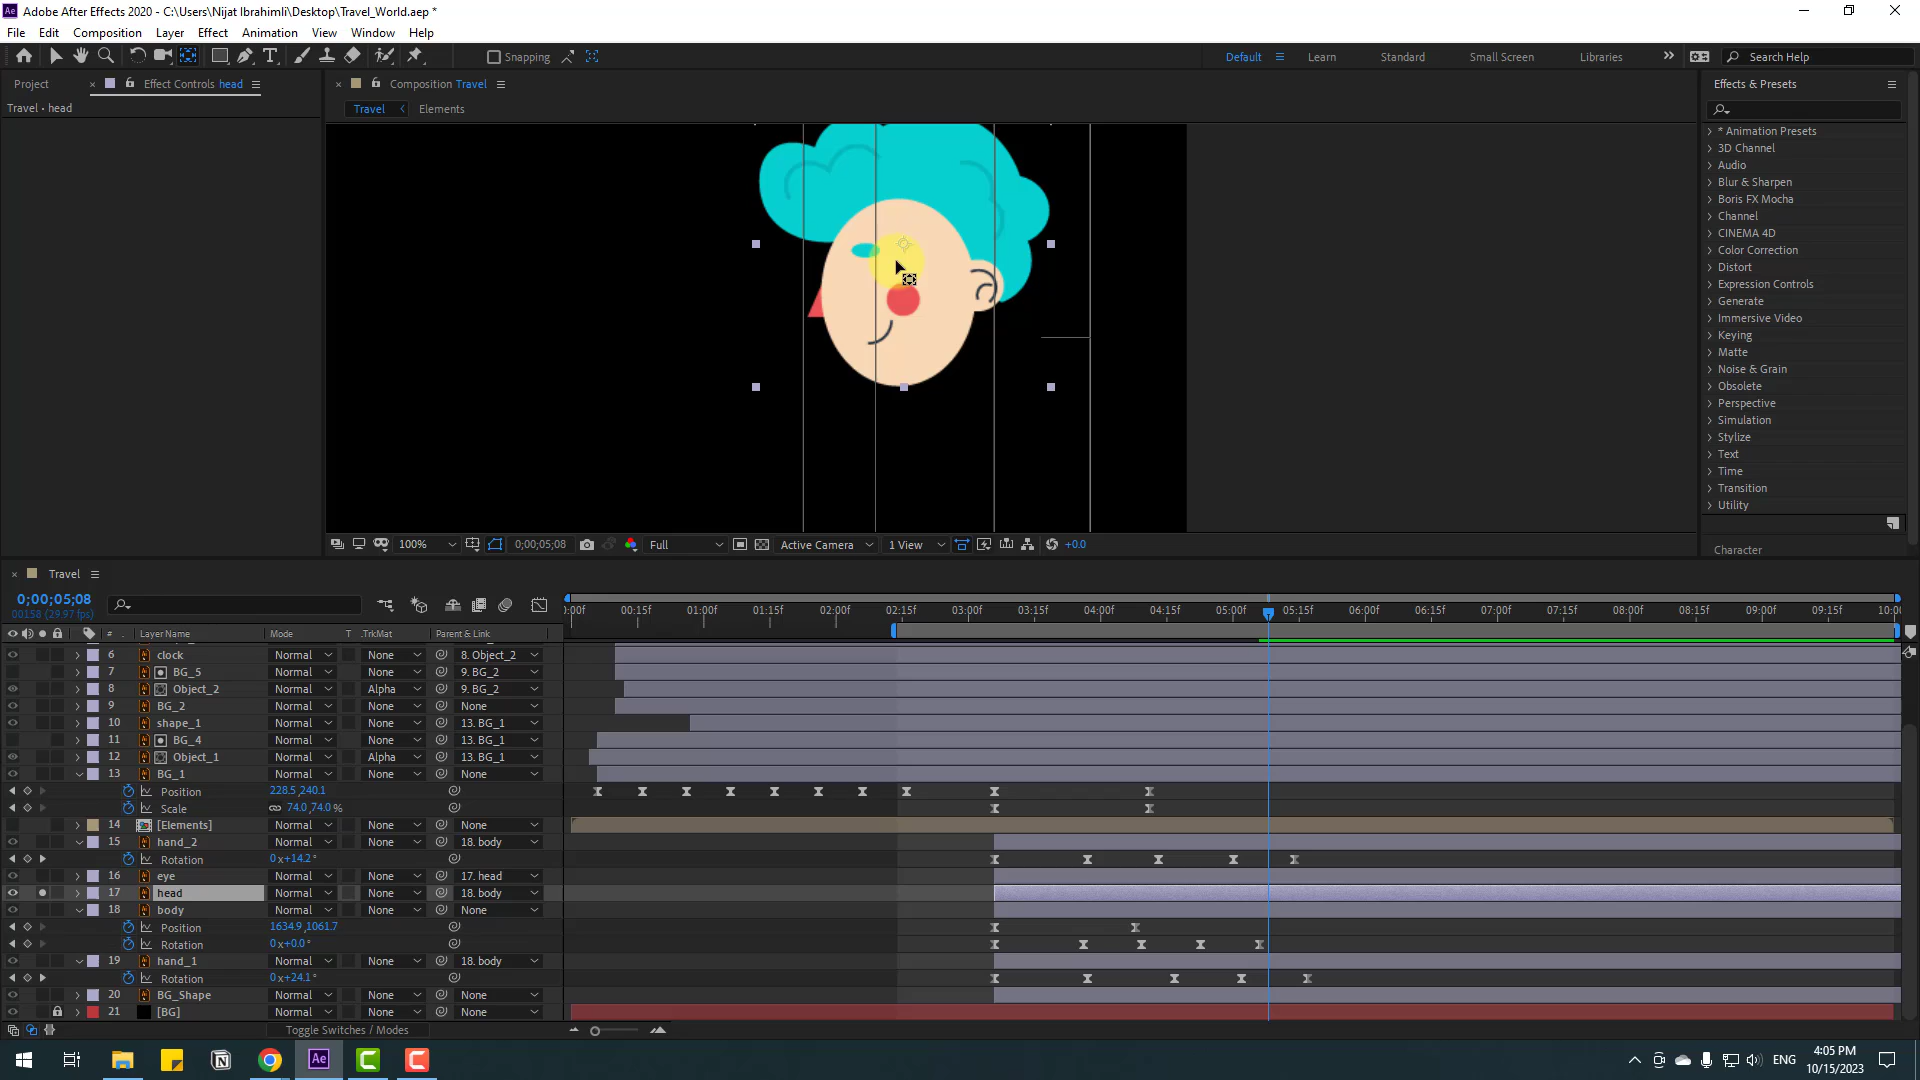 Adobe After Effects 2020 - C:\Users\Nijat Ibrahimli\Desktop\Travel_World.aep *
File Edit Composition Layer Effect Animation View Window Help
Snapping
Default Learn Standard Small Screen Libraries Search Help
Project Effect Controls head
Travel • head
Composition Travel
Travel Elements
Effects & Presets
* Animation Presets
3D Channel
Audio
Blur & Sharpen
Boris FX Mocha
Channel
CINEMA 4D
Color Correction
Distort
Expression Controls
Generate
Immersive Video
Keying
Matte
Noise & Grain
Obsolete
Perspective
Simulation
Stylize
Text
Time
Transition
Utility
Character
100% 0;00;05;08 Full Active Camera 1 View +0.0
Travel
0;00;05;08
00158 (29.97 fps)
:00f 00:15f 01:00f 01:15f 02:00f 02:15f 03:00f 03:15f 04:00f 04:15f 05:00f 05:15f 06:00f 06:15f 07:00f 07:15f 08:00f 08:15f 09:00f 09:15f 10:00
# Layer Name Mode T .TrkMat Parent & Link
6 clock Normal None 8. Object_2
7 BG_5 Normal None 9. BG_2
8 Object_2 Normal Alpha 9. BG_2
9 BG_2 Normal None None
10 shape_1 Normal None 13. BG_1
11 BG_4 Normal None 13. BG_1
12 Object_1 Normal Alpha 13. BG_1
13 BG_1 Normal None None
Position 228.5,240.1
Scale 74.0,74.0 %
14 [Elements] Normal None None
15 hand_2 Normal None 18. body
Rotation 0x+14.2°
16 eye Normal None 17. head
17 head Normal None 18. body
18 body Normal None None
Position 1634.9,1061.7
Rotation 0x+0.0°
19 hand_1 Normal None 18. body
Rotation 0x+24.1°
20 BG_Shape Normal None None
21 [BG] Normal None None
Toggle Switches / Modes
ENG 4:05 PM
10/15/2023